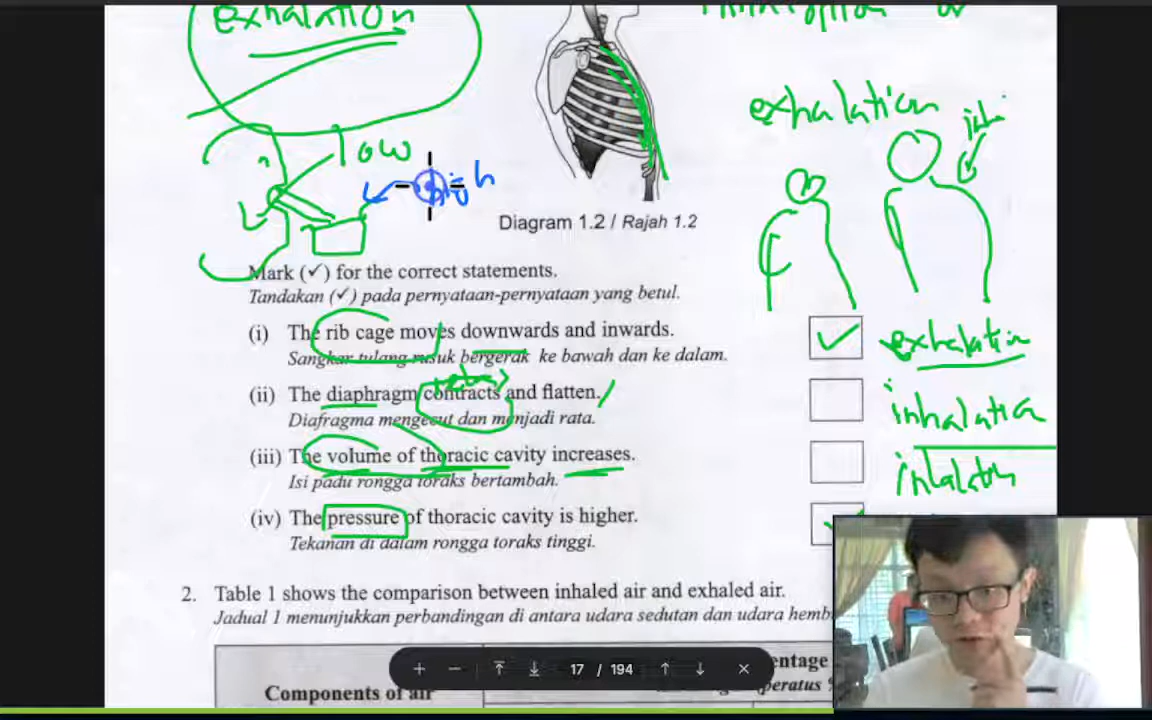 exhalation
exhalation
low
high
Diagram 1.2 / Rajah 1.2
Mark (✓) for the correct statements.
Tandakan (✓) pada pernyataan-pernyataan yang betul.
(i) The rib cage moves downwards and inwards. ✓ exhalation
Sangkar tulang rusuk bergerak ke bawah dan ke dalam.
(ii) The diaphragm contracts and flatten. inhalation
Diafragma mengecut dan menjadi rata.
(iii) The volume of thoracic cavity increases. inhalation
Isi padu rongga toraks bertambah.
(iv) The pressure of thoracic cavity is higher.
Tekanan di dalam rongga toraks tinggi.
2. Table 1 shows the comparison between inhaled air and exhaled air.
Jadual 1 menunjukkan perbandingan di antara udara sedutan dan udara
17 / 194
Components of air